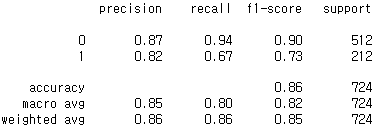 precision recall f1-score support
0 0.87 0.94 0.90 512
1 0.82 0.67 0.73 212
accuracy 0.86 724
macro avg 0.85 0.80 0.82 724
weighted avg 0.86 0.86 0.85 724